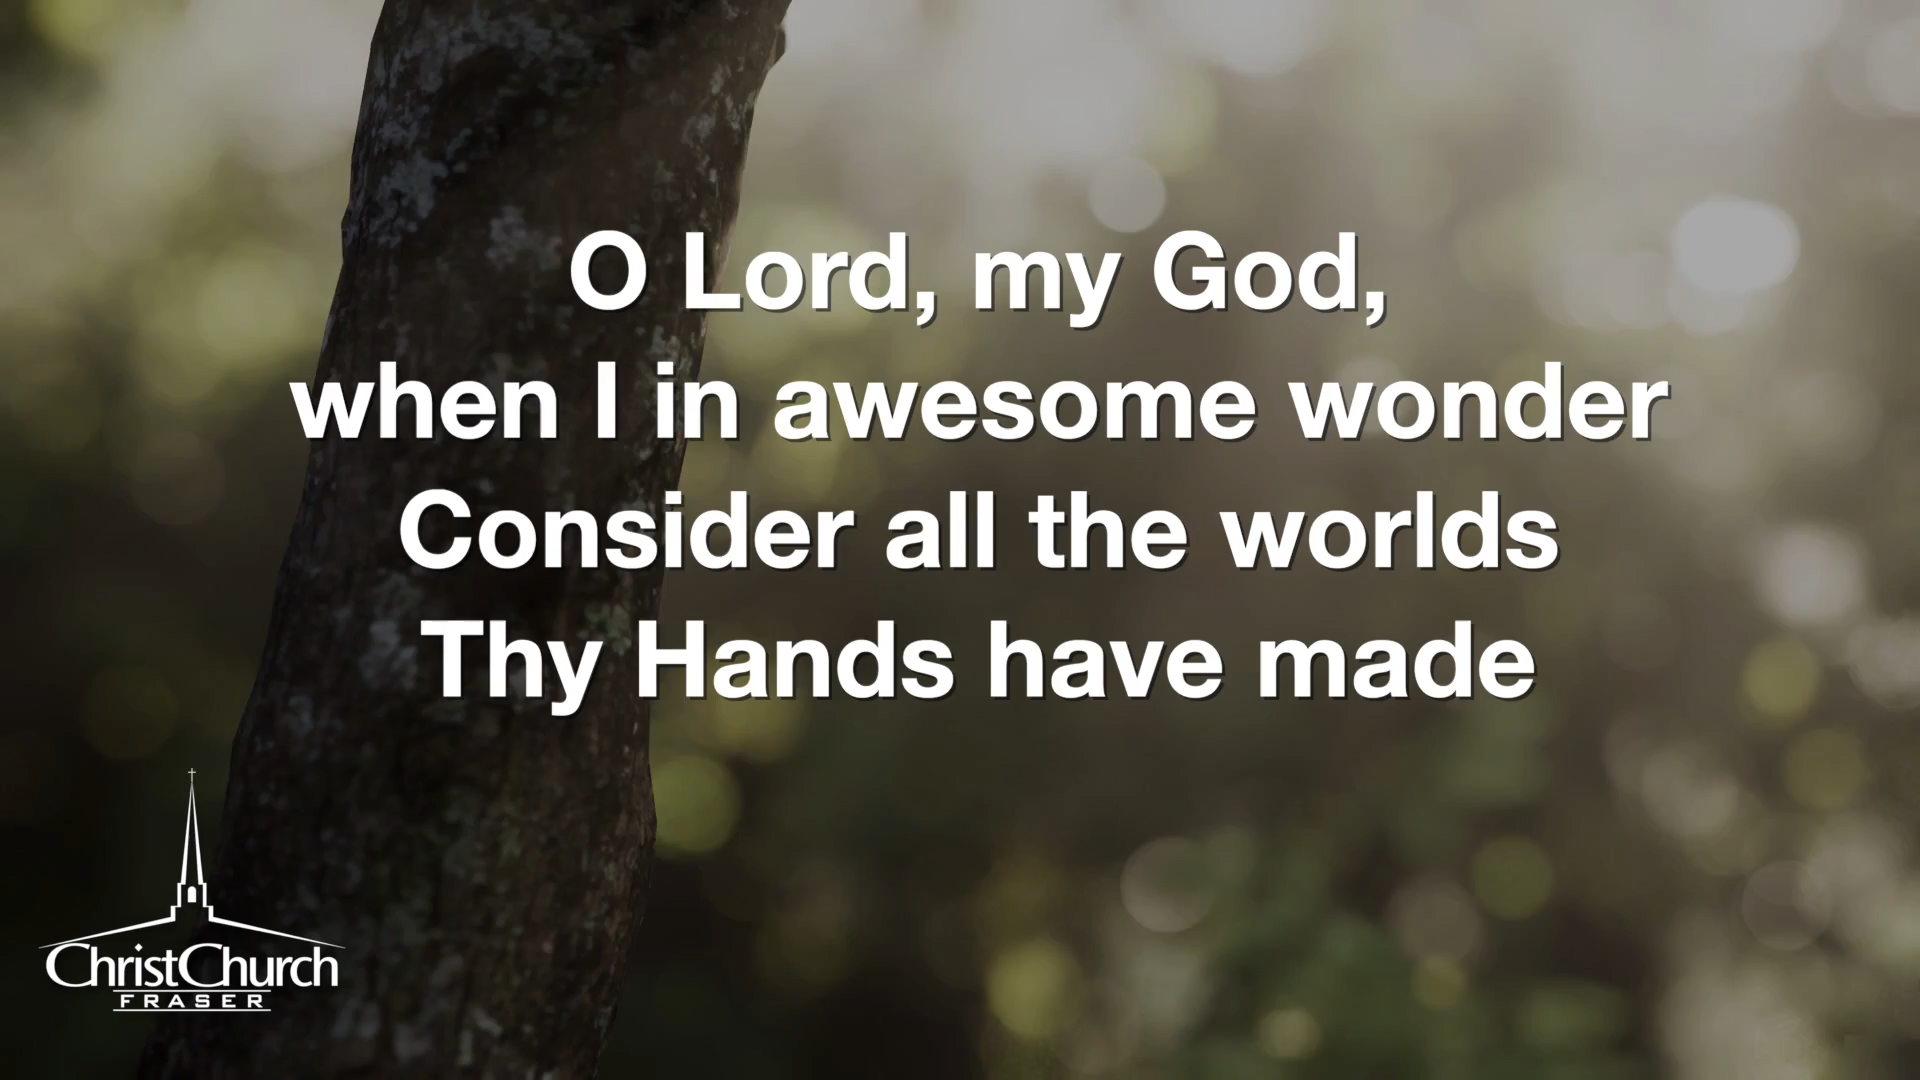 O Lord, my God,
when I in awesome wonder
Consider all the worlds
Thy Hands have made
ChristChurch
FRASER